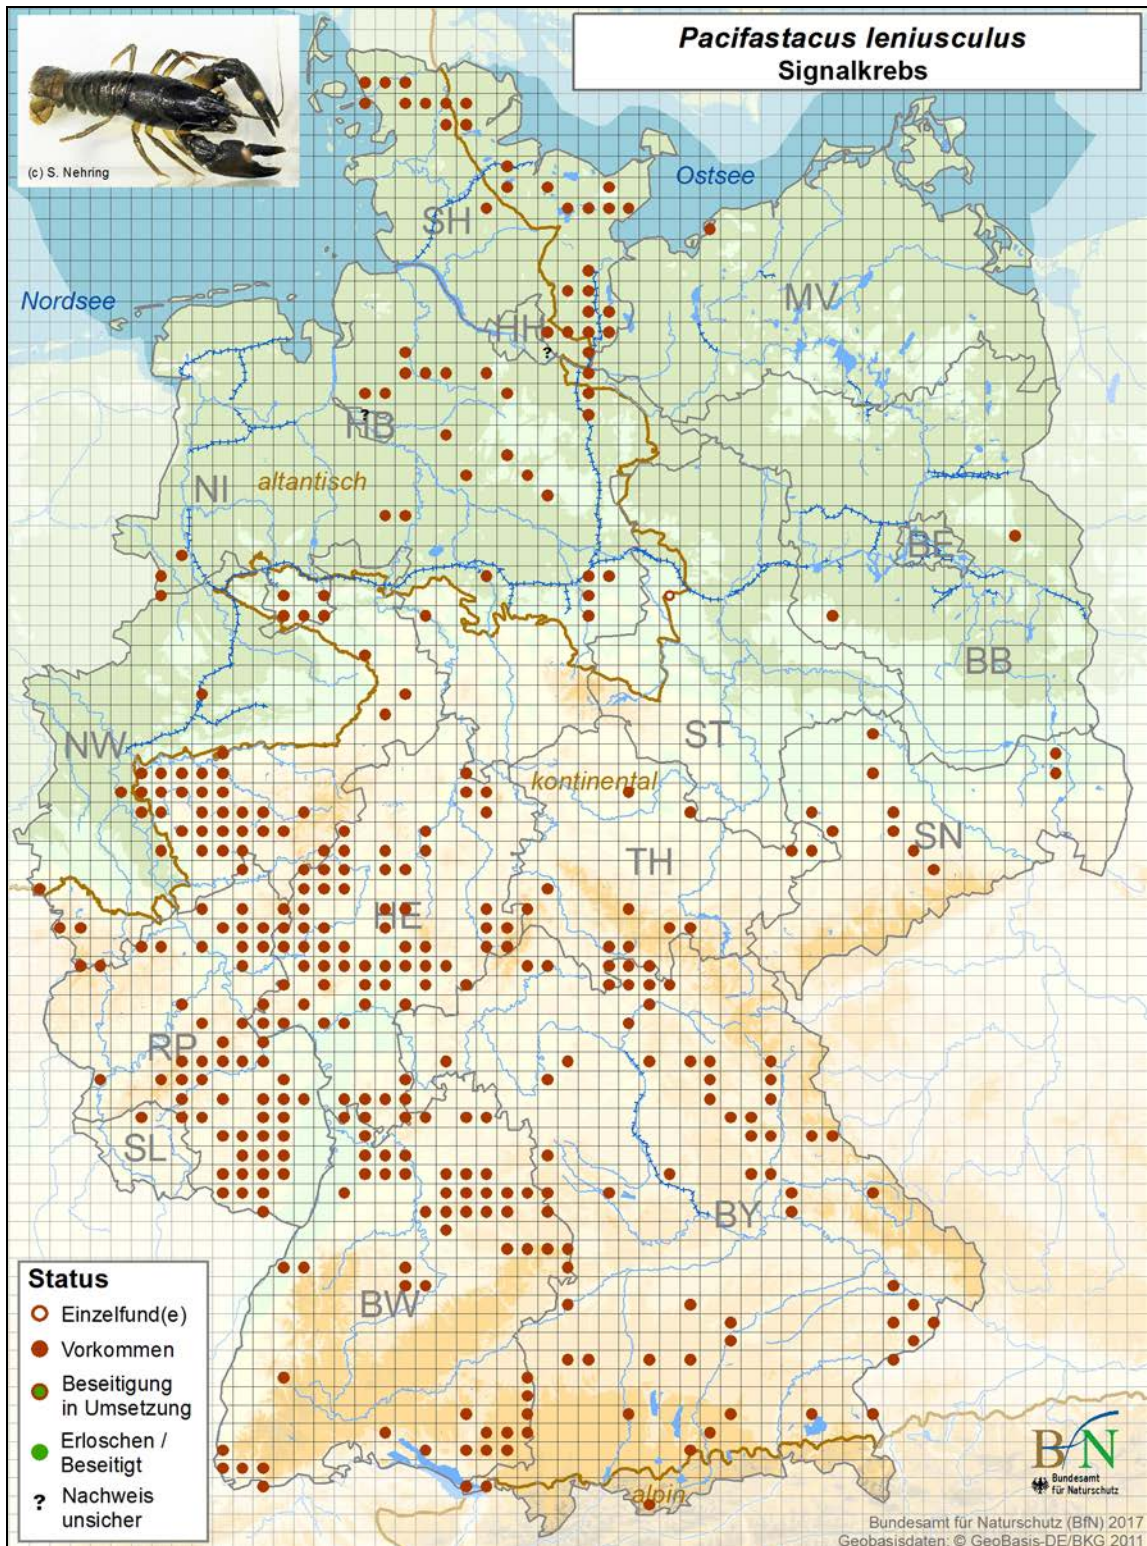 Pacifastacus leniusculus
Signalkrebs
(c) S. Nehring
Ostsee
SH
Nordsee
MV
HH
?
?
HB
NI
altantisch
BE
BB
ST
NW
kontinental
SN
TH
HE
RP
SL
BY
BW
alpin
Status
Einzelfund(e)
Vorkommen
Beseitigung
in Umsetzung
Erloschen /
Beseitigt
? Nachweis
unsicher
BfN
Bundesamt
für Naturschutz
Bundesamt für Naturschutz (BfN) 2017
Geobasisdaten: © GeoBasis-DE/BKG 2011